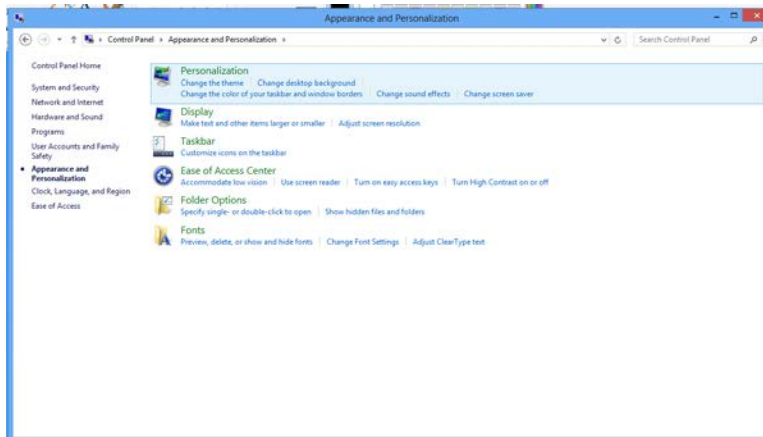 Appearance and Personalization
Control Panel Appearance and Personalization
Search Control Panel
Control Panel Home
System and Security
Network and Internet
Hardware and Sound
Programs
User Accounts and Family
Safety
Appearance and
Personalization
Clock, Language, and Region
Ease of Access
Personalization
Change the theme Change desktop background
Change the color of your taskbar and window borders Change sound effects Change screen saver
Display
Make text and other items larger or smaller Adjust screen resolution
Taskbar
Customize icons on the taskbar
Ease of Access Center
Accommodate low vision Use screen reader Turn on easy access keys Turn High Contrast on or off
Folder Options
Specify single- or double-click to open Show hidden files and folders
Fonts
Preview, delete, or show and hide fonts Change Font Settings Adjust ClearType text